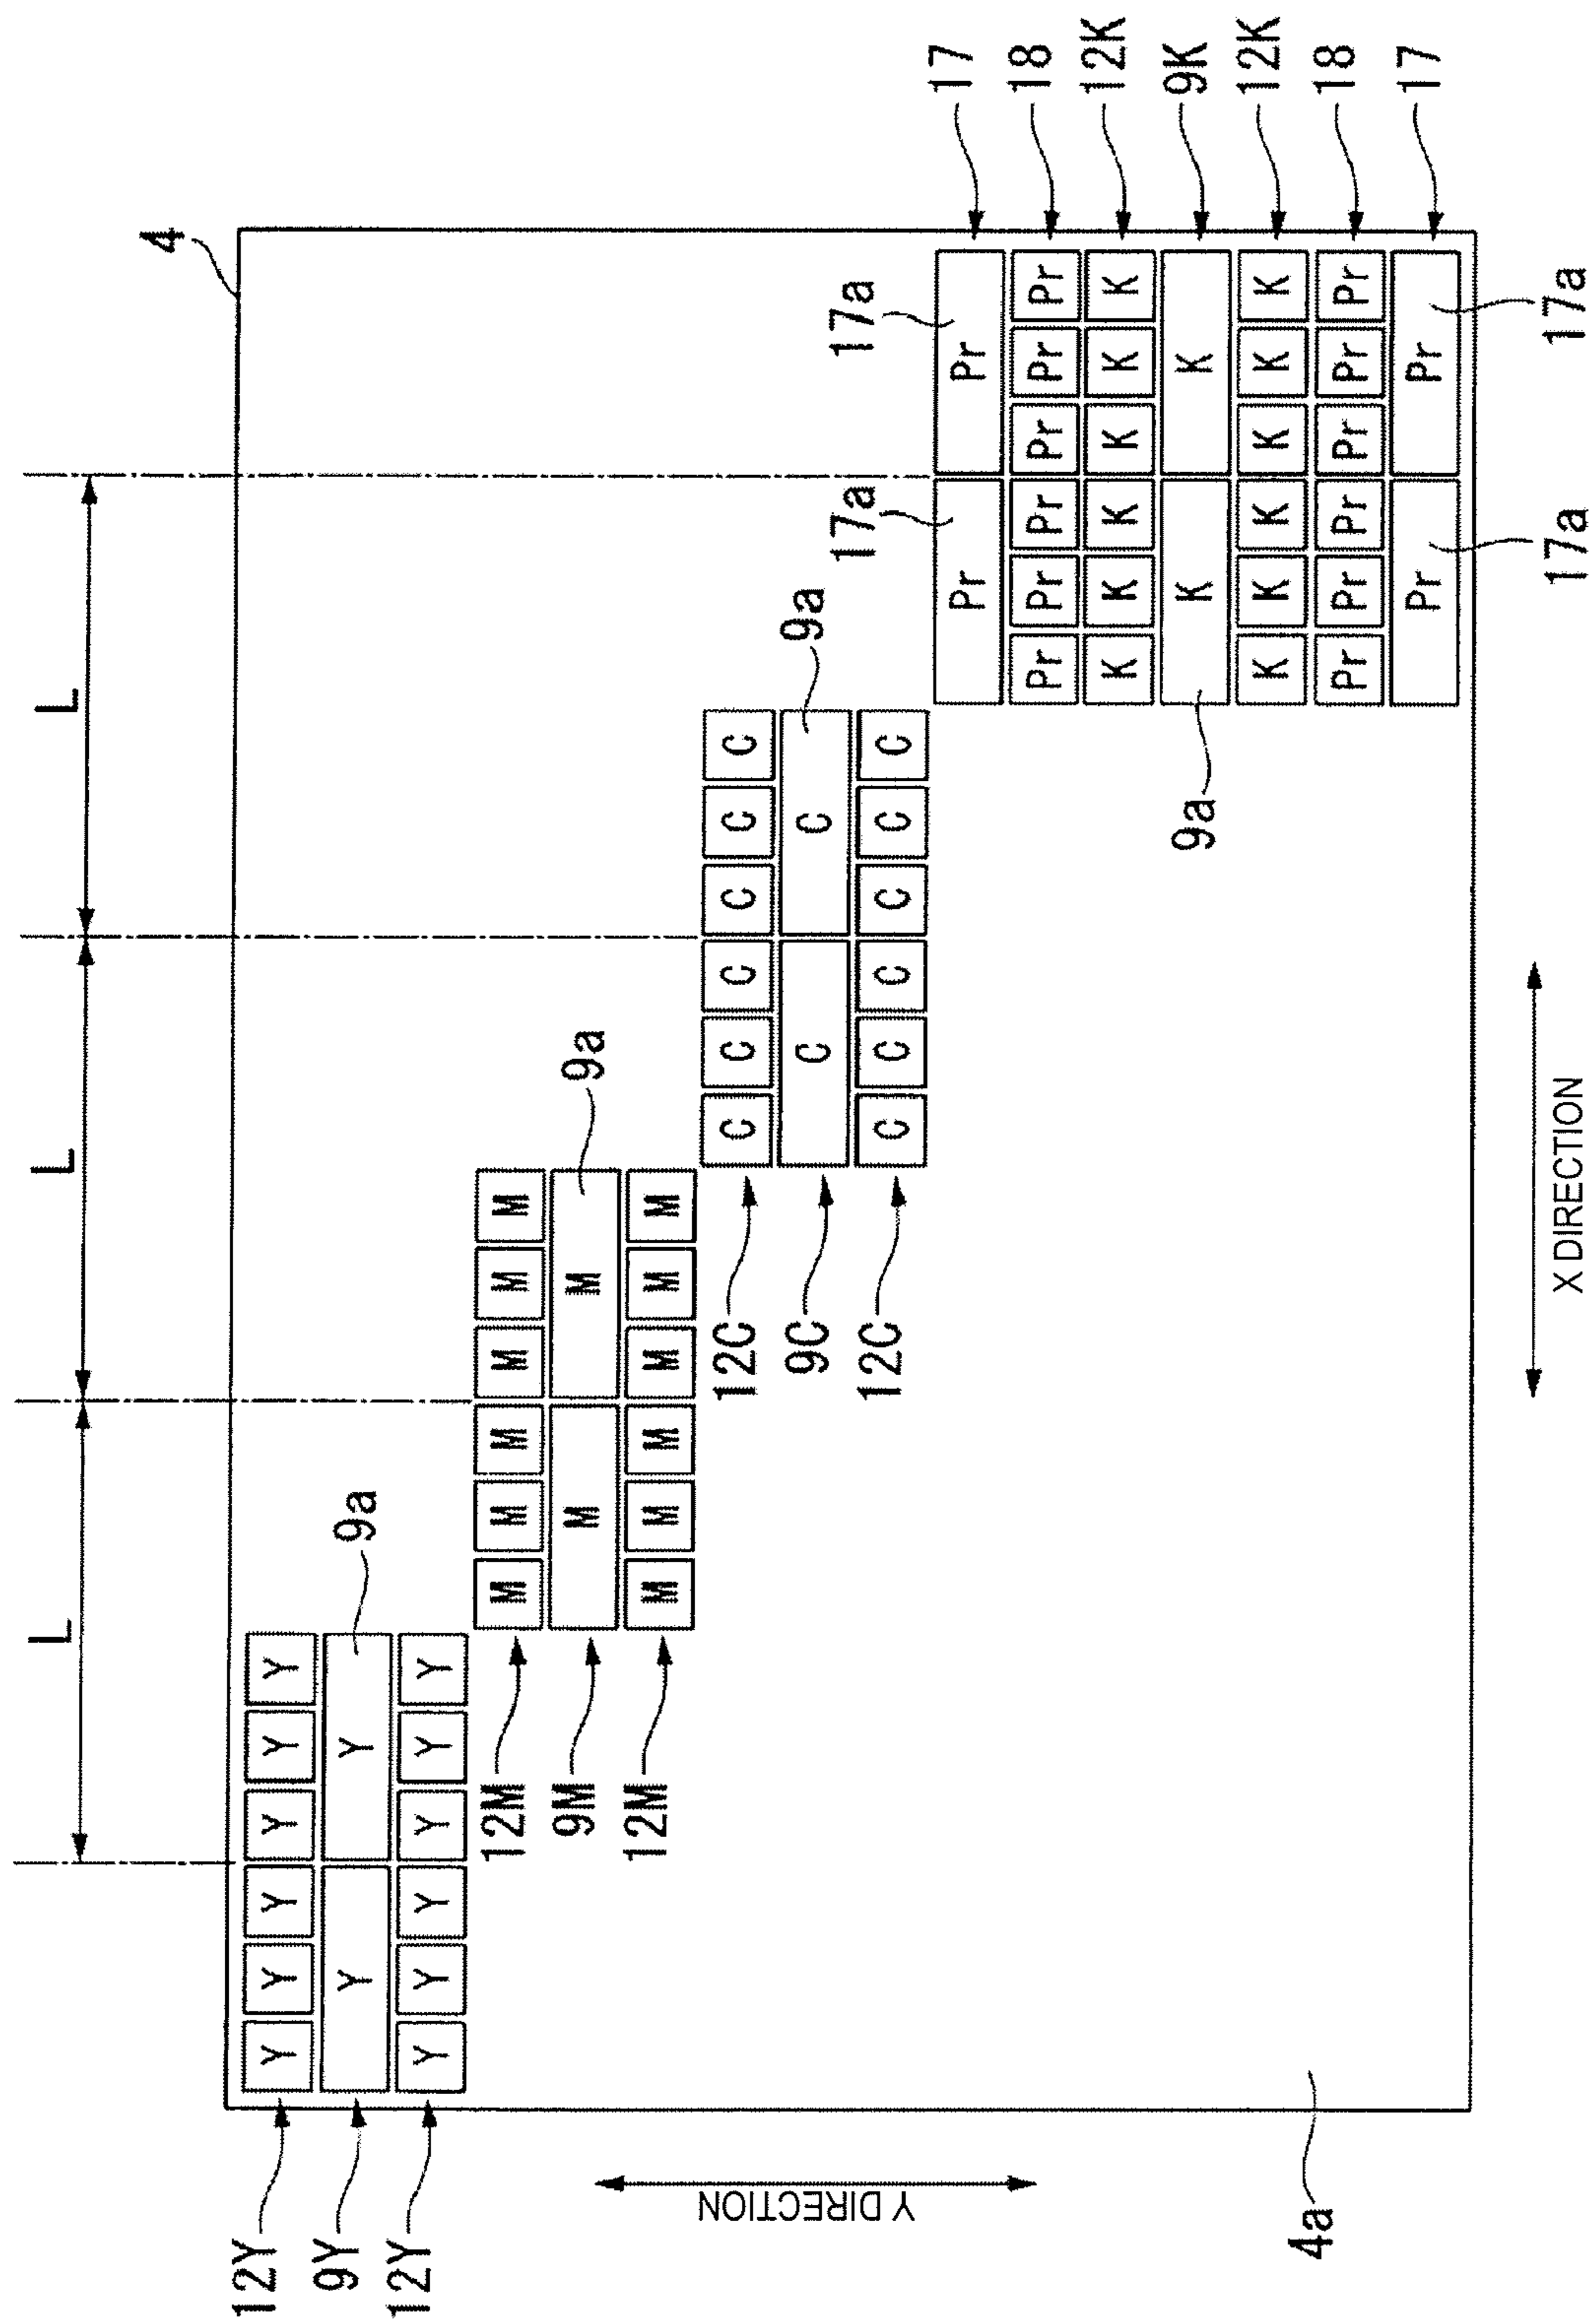 L L L
4
12Y Y Y Y Y Y Y
9Y Y Y 9a
12Y Y Y Y Y Y Y
12M M M M M M M
9M M M 9a
12M M M M M M M
Y DIRECTION
12C C C C C C C
9C C C 9a
12C C C C C C C
17a 17a
Pr Pr 17
Pr Pr Pr Pr Pr Pr 18
K K K K K K 12K
9a K K 9K
K K K K K K 12K
4a
Pr Pr Pr Pr Pr Pr 18
Pr Pr 17
X DIRECTION
17a 17a